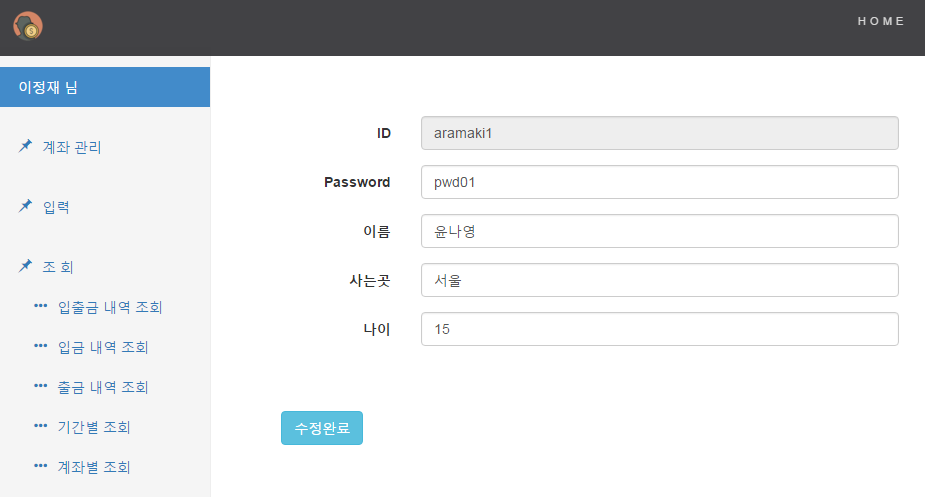 HOME
이정재 님
계좌 관리
입력
조 회
입출금 내역 조회
입금 내역 조회
출금 내역 조회
기간별 조회
계좌별 조회
ID aramaki1
Password pwd01
이름 윤나영
사는곳 서울
나이 15
수정완료